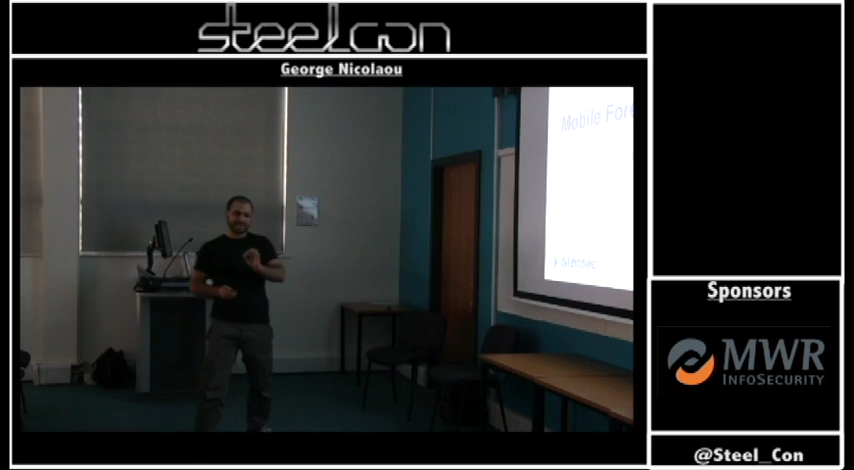 steelcon
George Nicolaou
Mobile Fore
Sponsors
MWR
INFOSECURITY
@Steel_Con